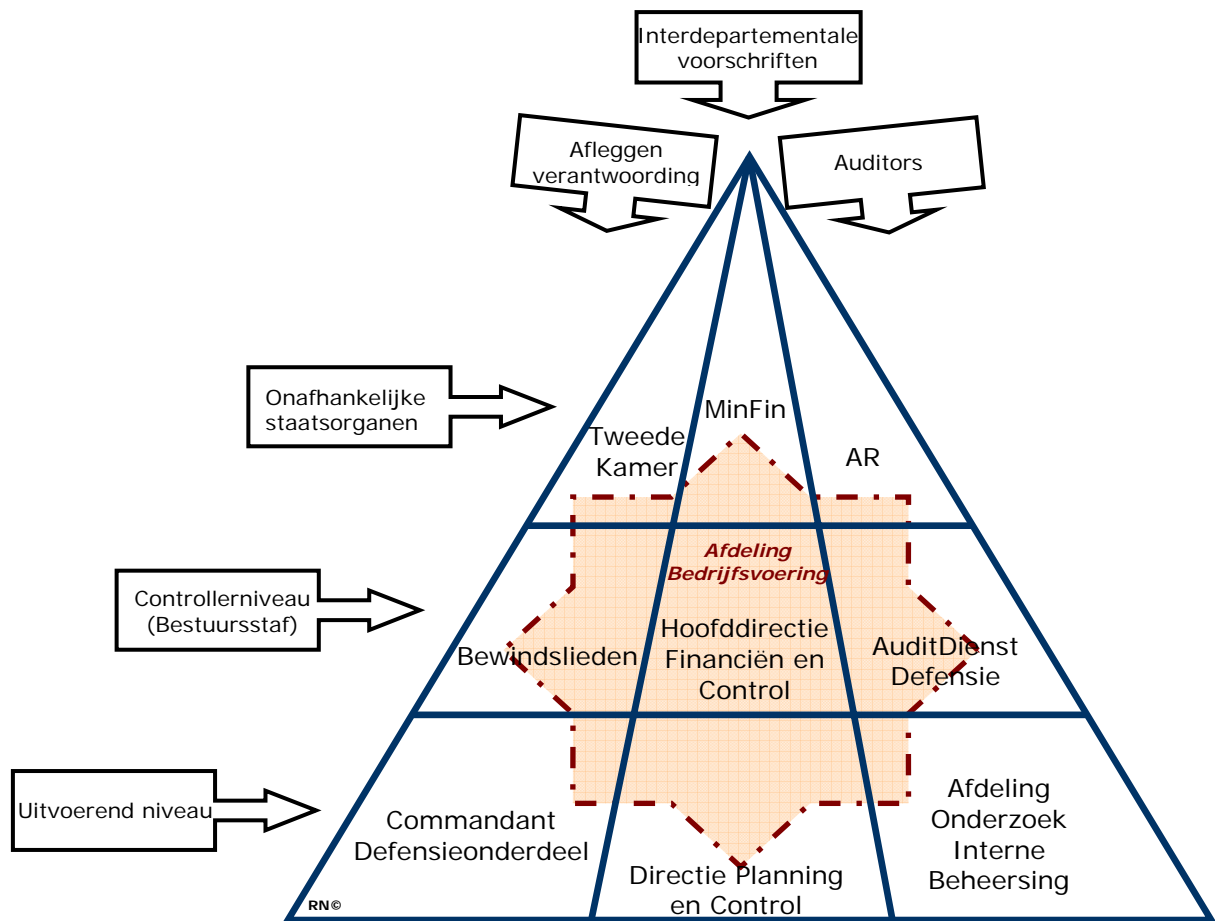 Interdepartementale
voorschriften
Afleggen
verantwoording
Auditors
Onafhankelijke
staatsorganen
MinFin
Tweede
Kamer
AR
Afdeling
Bedrijfsvoering
Controllerniveau
(Bestuursstaf)
Bewindslieden
Hoofddirectie
Financiën en
Control
AuditDienst
Defensie
Uitvoerend niveau
Commandant
Defensieonderdeel
Directie Planning
en Control
Afdeling
Onderzoek
Interne
Beheersing
RN©